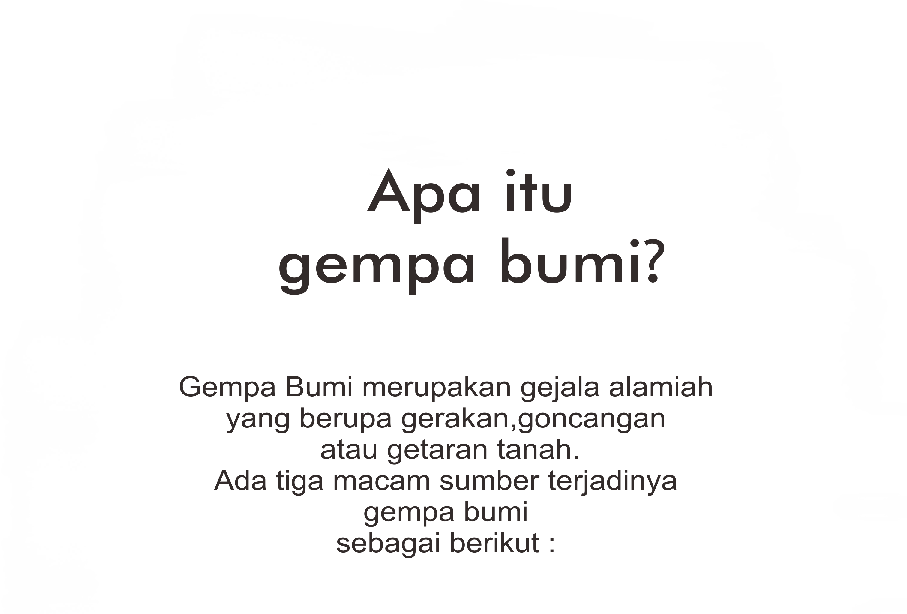 Apa itu
gempa bumi?
Gempa Bumi merupakan gejala alamiah
yang berupa gerakan,goncangan
atau getaran tanah.
Ada tiga macam sumber terjadinya
gempa bumi
sebagai berikut :